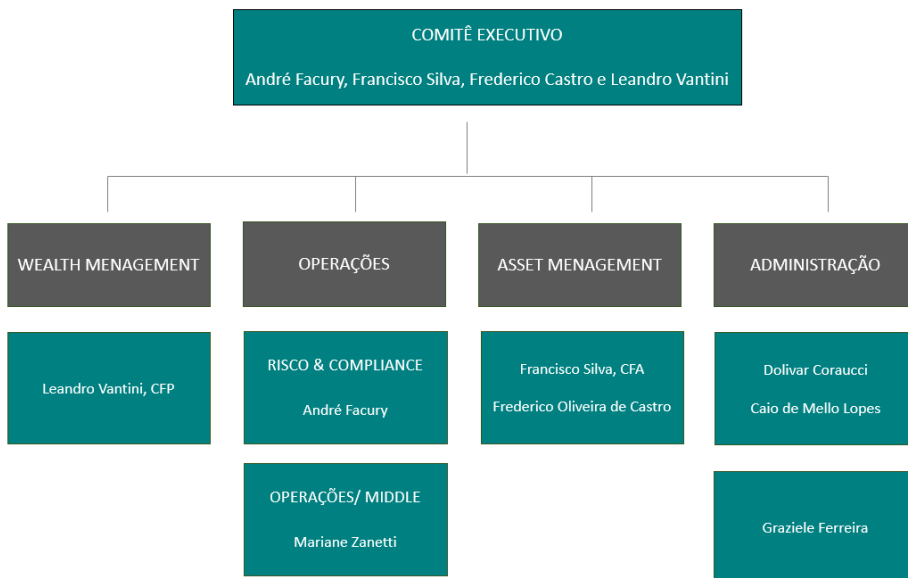 COMITÊ EXECUTIVO
André Facury, Francisco Silva, Frederico Castro e Leandro Vantini
WEALTH MENAGEMENT
OPERAÇÕES
ASSET MENAGEMENT
ADMINISTRAÇÃO
Leandro Vantini, CFP
RISCO & COMPLIANCE
André Facury
Francisco Silva, CFA
Frederico Oliveira de Castro
Dolivar Coraucci
Caio de Mello Lopes
OPERAÇÕES/ MIDDLE
Mariane Zanetti
Graziele Ferreira